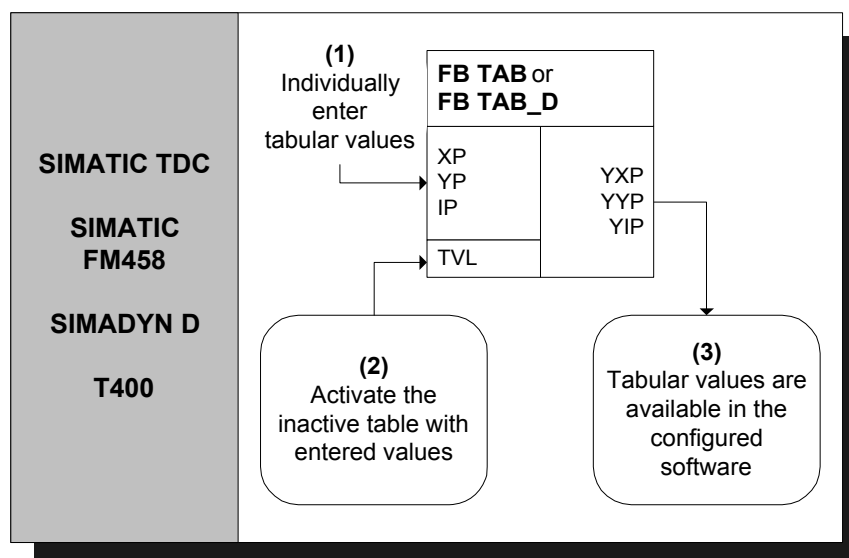 SIMATIC TDC
SIMATIC
FM458
SIMADYN D
T400
(1)
Individually
enter
tabular values
FB TAB or
FB TAB_D
XP
YP
IP
TVL
YXP
YYP
YIP
(2)
Activate the
inactive table with
entered values
(3)
Tabular values are
available in the
configured
software